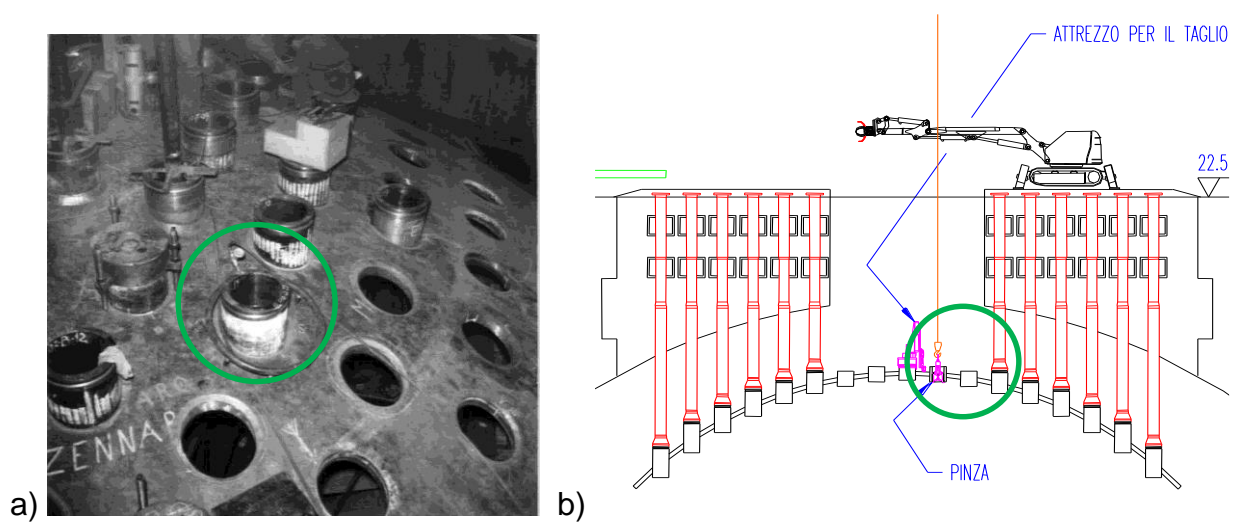 ATTREZZO PER IL TAGLIO
22.5
ZENNAR
PINZA
a)
b)